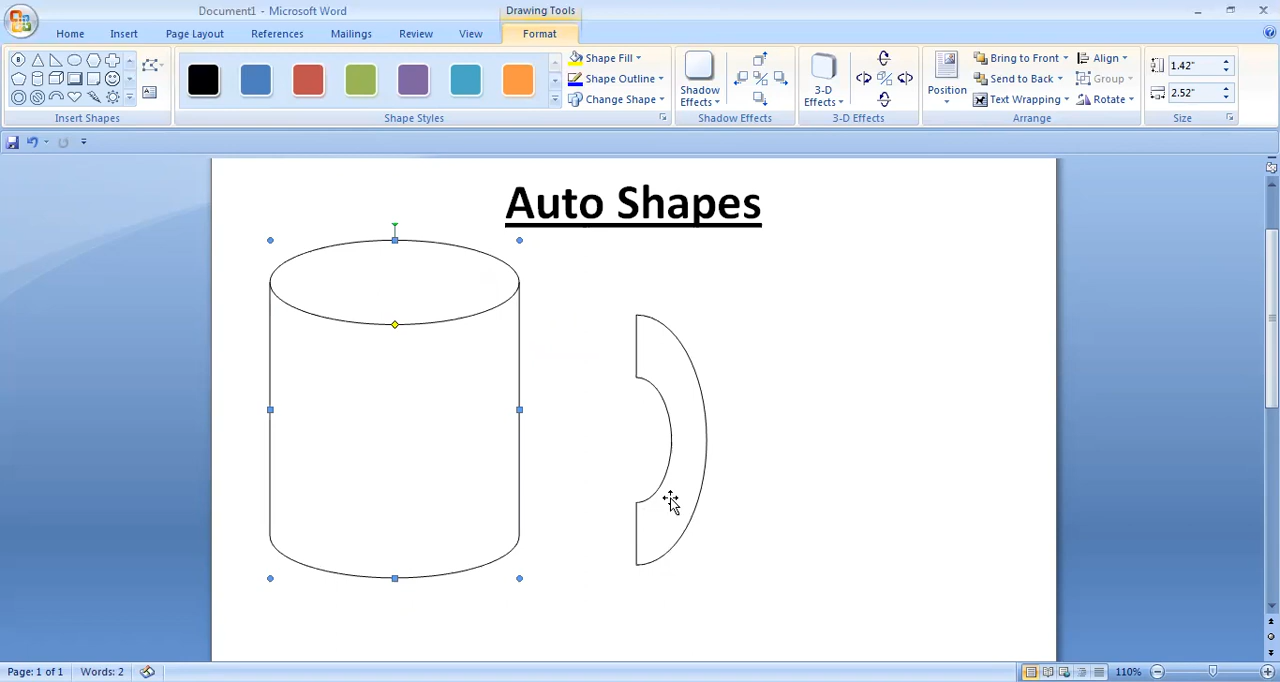 Document1 - Microsoft Word
Drawing Tools
Home Insert Page Layout References Mailings Review View Format
Shape Fill
Shape Outline
Change Shape
Shadow Effects
3-D Effects
Position
Bring to Front
Send to Back
Text Wrapping
Align
Group
Rotate
1.42"
2.52"
Insert Shapes Shape Styles Shadow Effects 3-D Effects Arrange Size
Auto Shapes
Page: 1 of 1 Words: 2 110%